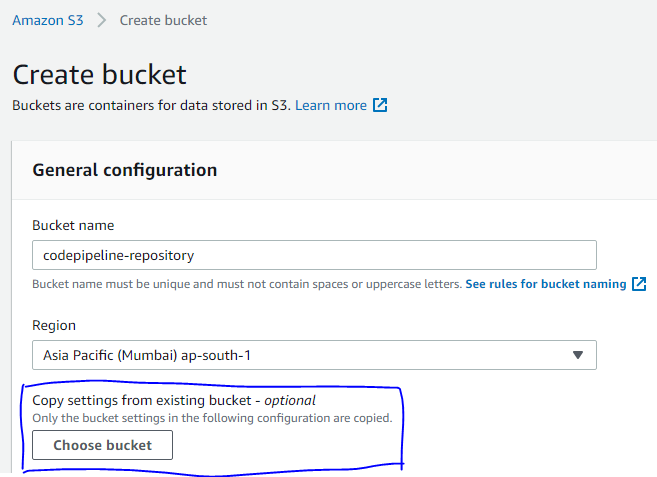 Amazon S3 > Create bucket
Create bucket
Buckets are containers for data stored in S3. Learn more
General configuration
Bucket name
codepipeline-repository
Bucket name must be unique and must not contain spaces or uppercase letters. See rules for bucket naming
Region
Asia Pacific (Mumbai) ap-south-1
Copy settings from existing bucket - optional
Only the bucket settings in the following configuration are copied.
Choose bucket